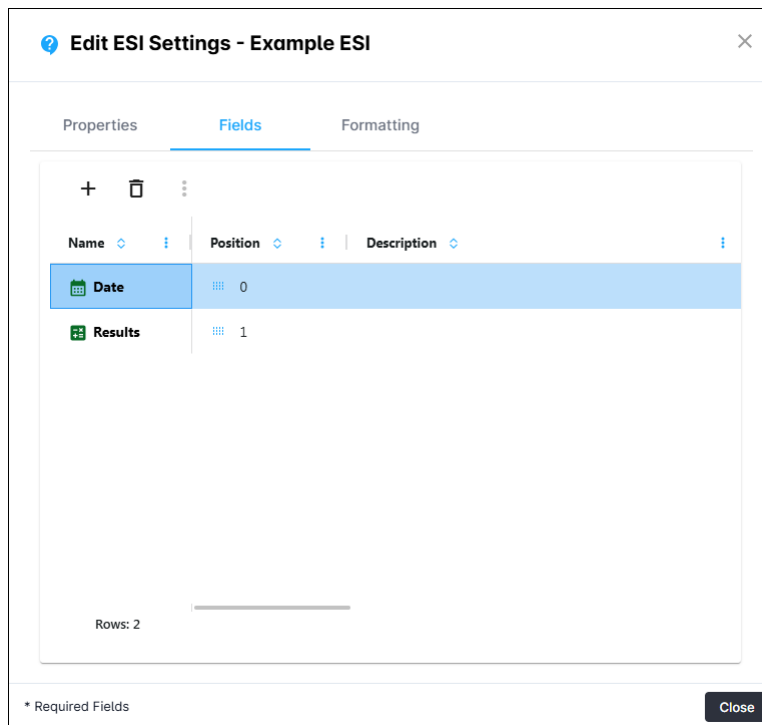 Edit ESI Settings - Example ESI
Properties Fields Formatting
Name Position Description
Date 0
Results 1
Rows: 2
* Required Fields Close